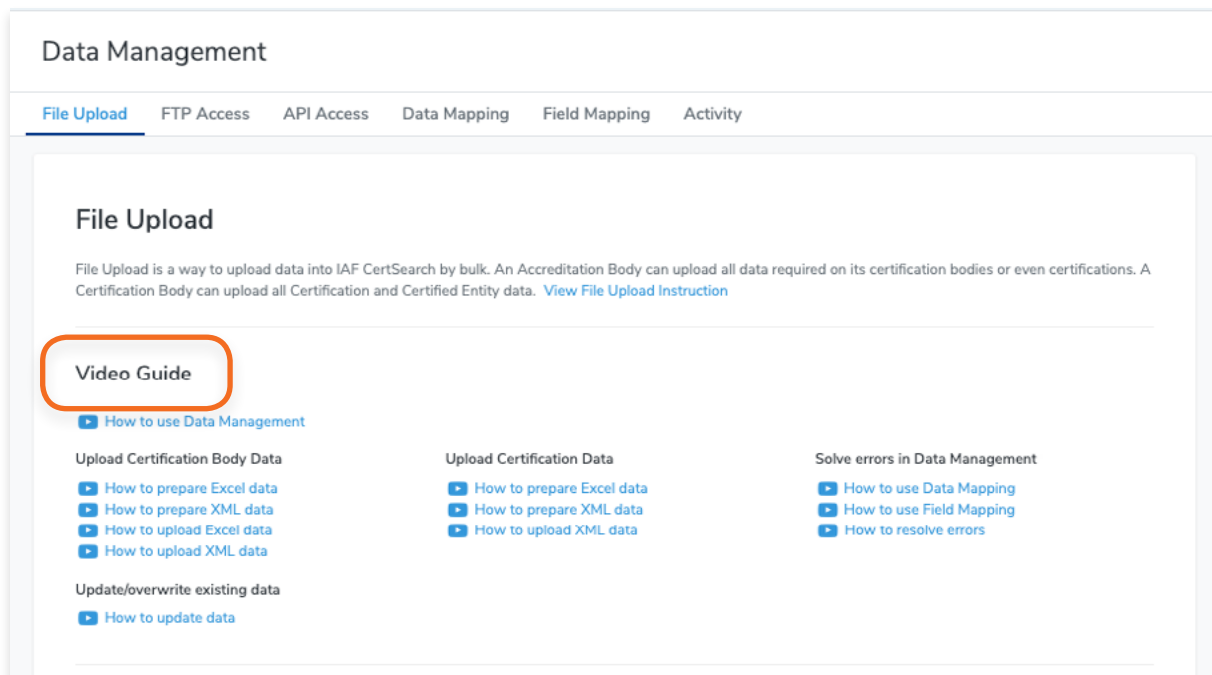 Data Management
File Upload
FTP Access
API Access
Data Mapping
Field Mapping
Activity
File Upload
File Upload is a way to upload data into IAF CertSearch by bulk. An Accreditation Body can upload all data required on its certification bodies or even certifications. A
Certification Body can upload all Certification and Certified Entity data. View File Upload Instruction
Video Guide
How to use Data Management
Upload Certification Body Data
How to prepare Excel data
How to prepare XML data
How to upload Excel data
How to upload XML data
Upload Certification Data
How to prepare Excel data
How to prepare XML data
How to upload XML data
Solve errors in Data Management
How to use Data Mapping
How to use Field Mapping
How to resolve errors
Update/overwrite existing data
How to update data